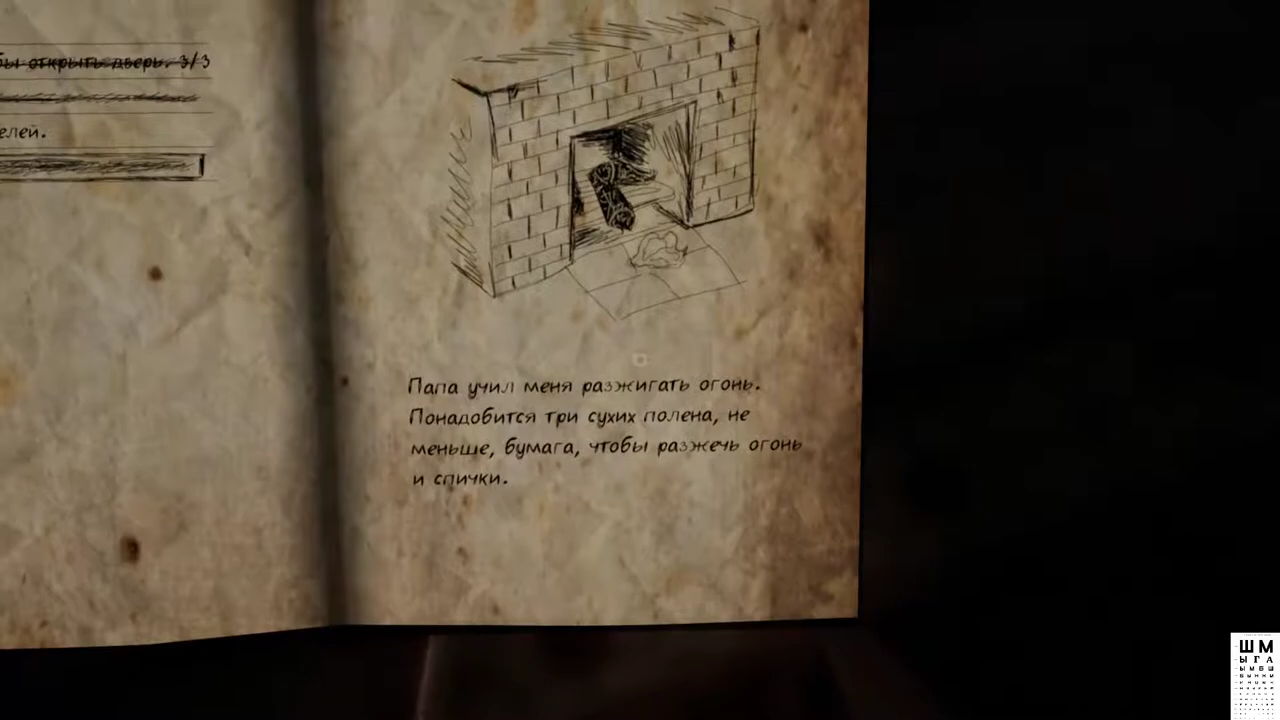 открыть дверь. 3/3
елей.
Папа учил меня разжигать огонь.
Понадобится три сухих полена, не
меньше, бумага, чтобы разжечь огонь
и спички.
Ш М
Ы Г А
Ы М Б Ш